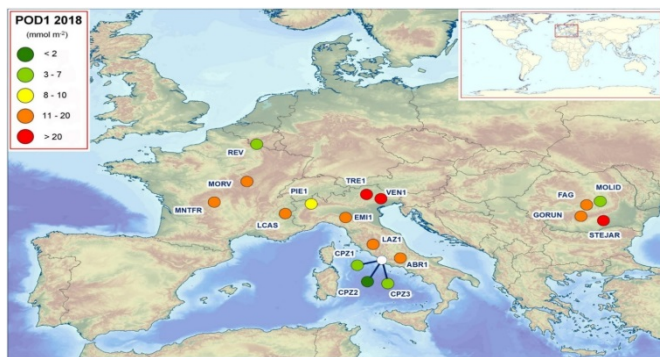 POD1 2018
(mmol m-2)
< 2
3 - 7
8 - 10
11 - 20
> 20
REV
MORV
MNTFR
PIE1
LCAS
TRE1
VEN1
EMI1
LAZ1
CPZ1
ABR1
CPZ2
CPZ3
FAG
MOLID
GORUN
STEJAR